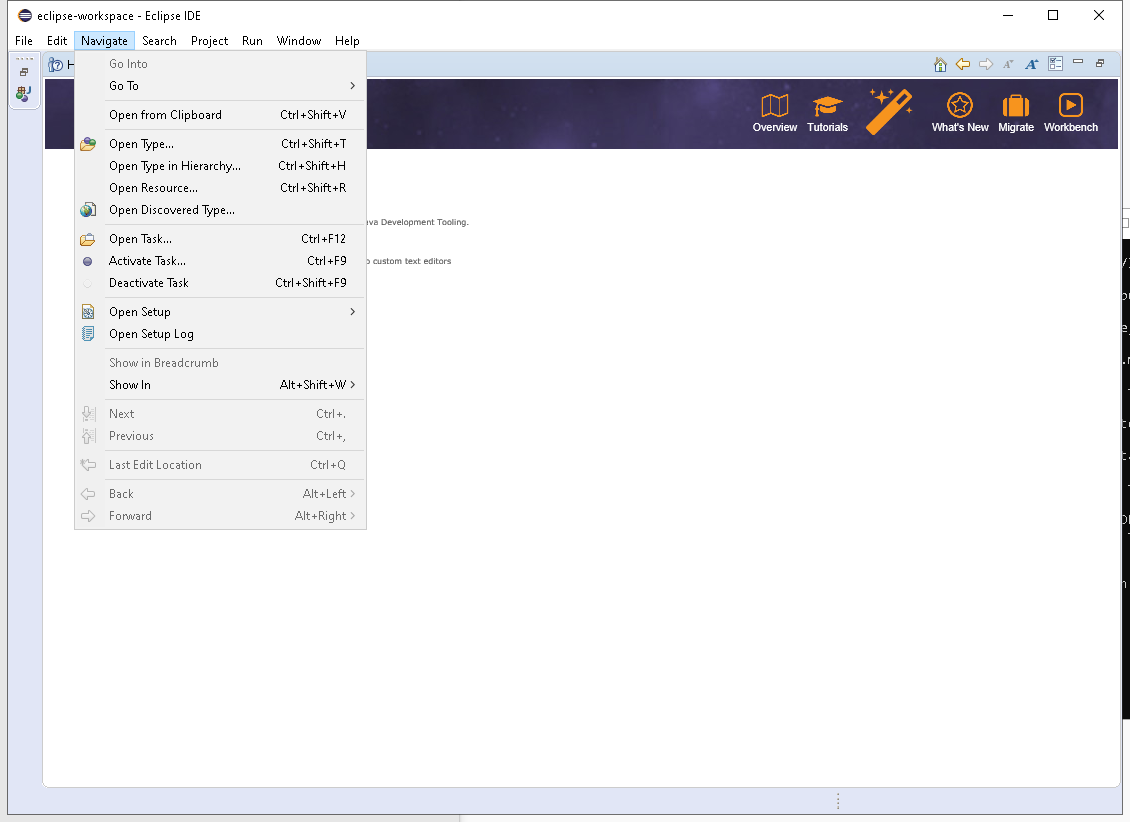 eclipse-workspace - Eclipse IDE
File Edit Navigate Search Project Run Window Help
Go Into
Go To
Open from Clipboard Ctrl+Shift+V
Open Type... Ctrl+Shift+T
Open Type in Hierarchy... Ctrl+Shift+H
Open Resource... Ctrl+Shift+R
Open Discovered Type...
Open Task... Ctrl+F12
Activate Task... Ctrl+F9
Deactivate Task Ctrl+Shift+F9
Open Setup
Open Setup Log
Show in Breadcrumb
Show In Alt+Shift+W
Next Ctrl+.
Previous Ctrl+,
Last Edit Location Ctrl+Q
Back Alt+Left
Forward Alt+Right
Overview Tutorials What's New Migrate Workbench
ava Development Tooling.
custom text editors